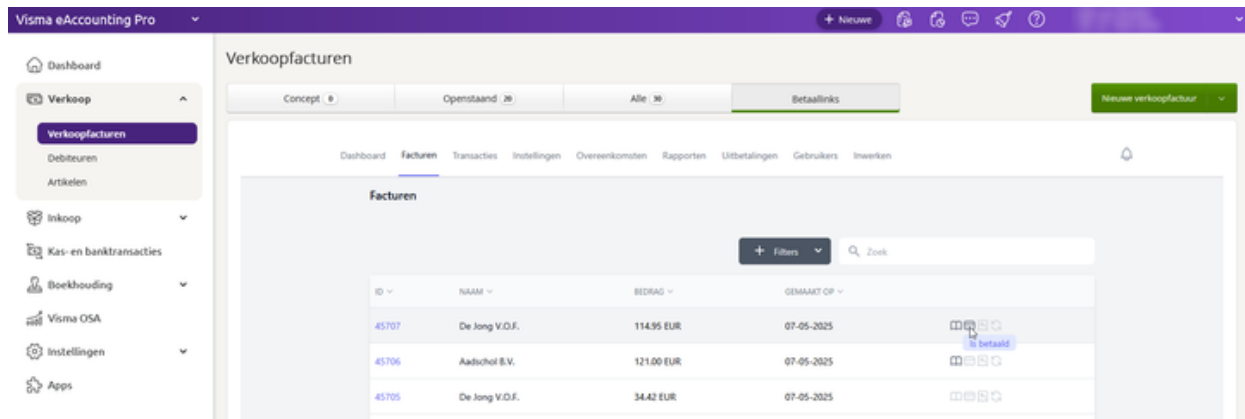 Visma eAccounting Pro
+ Nieuwe
Dashboard
Verkoop
Verkoopfacturen
Debiteuren
Artikelen
Inkoop
Kas- en banktransacties
Boekhouding
Visma OSA
Instellingen
Apps
Verkoopfacturen
Concept 0 Openstaand 20 Alle 30 Betaallinks
Nieuwe verkoopfactuur
Dashboard Facturen Transacties Instellingen Overeenkomsten Rapporten Uitbetalingen Gebruikers Inwerken
Facturen
+ Filters Zoek
ID NAAM BEDRAG GEMAAKT OP
45707 De Jong V.O.F. 114.95 EUR 07-05-2025
Is betaald
45706 Aadschol B.V. 121.00 EUR 07-05-2025
45705 De Jong V.O.F. 34.42 EUR 07-05-2025